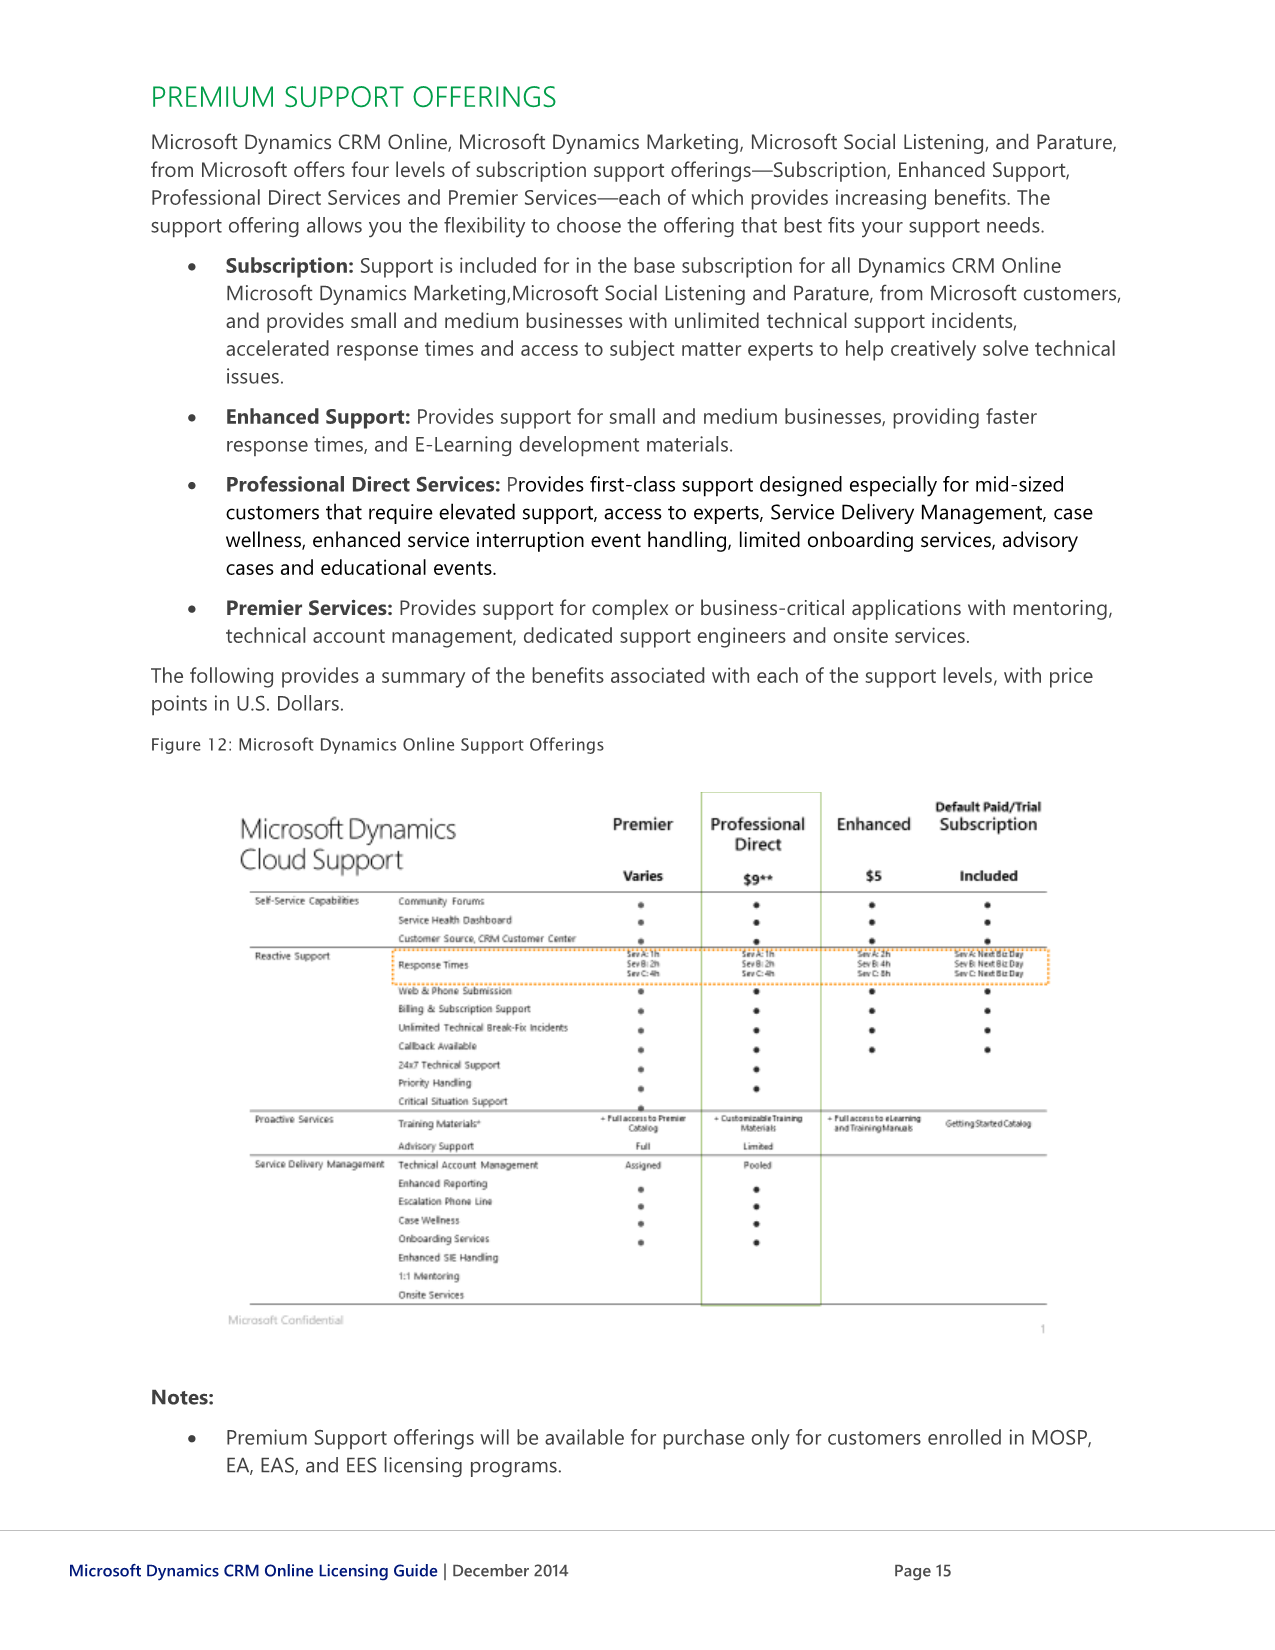 PREMIUM SUPPORT OFFERINGS
Microsoft Dynamics CRM Online, Microsoft Dynamics Marketing, Microsoft Social Listening, and Parature,
from Microsoft offers four levels of subscription support offerings—Subscription, Enhanced Support,
Professional Direct Services and Premier Services—each of which provides increasing benefits. The
support offering allows you the flexibility to choose the offering that best fits your support needs.
• Subscription: Support is included for in the base subscription for all Dynamics CRM Online
Microsoft Dynamics Marketing,Microsoft Social Listening and Parature, from Microsoft customers,
and provides small and medium businesses with unlimited technical support incidents,
accelerated response times and access to subject matter experts to help creatively solve technical
issues.
• Enhanced Support: Provides support for small and medium businesses, providing faster
response times, and E-Learning development materials.
• Professional Direct Services: Provides first-class support designed especially for mid-sized
customers that require elevated support, access to experts, Service Delivery Management, case
wellness, enhanced service interruption event handling, limited onboarding services, advisory
cases and educational events.
• Premier Services: Provides support for complex or business-critical applications with mentoring,
technical account management, dedicated support engineers and onsite services.
The following provides a summary of the benefits associated with each of the support levels, with price
points in U.S. Dollars.
Figure 12: Microsoft Dynamics Online Support Offerings
Microsoft Dynamics
Cloud Support
Premier
Professional
Direct
Enhanced
Default Paid/Trial
Subscription
Varies $9** $5 Included
Self-Service Capabilities Community Forums • • • •
Service Health Dashboard • • • •
Customer Source, CRM Customer Center • • • •
Reactive Support
Response Times
Sev A: 1h Sev A: 1h Sev A: 2h Sev A: Next Biz Day
Sev B: 2h Sev B: 2h Sev B: 4h Sev B: Next Biz Day
Sev C: 4h Sev C: 4h Sev C: 8h Sev C: Next Biz Day
Web & Phone Submission • • • •
Billing & Subscription Support • • • •
Unlimited Technical Break-Fix Incidents • • • •
Callback Available • • • •
24x7 Technical Support • •
Priority Handling • •
Critical Situation Support •
Proactive Services
Training Materials*
+ Full access to Premier
Catalog
+ Customizable Training
Materials
+ Full access to eLearning
and Training Manuals
Getting Started Catalog
Advisory Support Full Limited
Service Delivery Management Technical Account Management Assigned Pooled
Enhanced Reporting • •
Escalation Phone Line • •
Case Wellness • •
Onboarding Services • •
Enhanced SIE Handling
1:1 Mentoring
Onsite Services
Microsoft Confidential
1
Notes:
• Premium Support offerings will be available for purchase only for customers enrolled in MOSP,
EA, EAS, and EES licensing programs.
Microsoft Dynamics CRM Online Licensing Guide | December 2014 Page 15